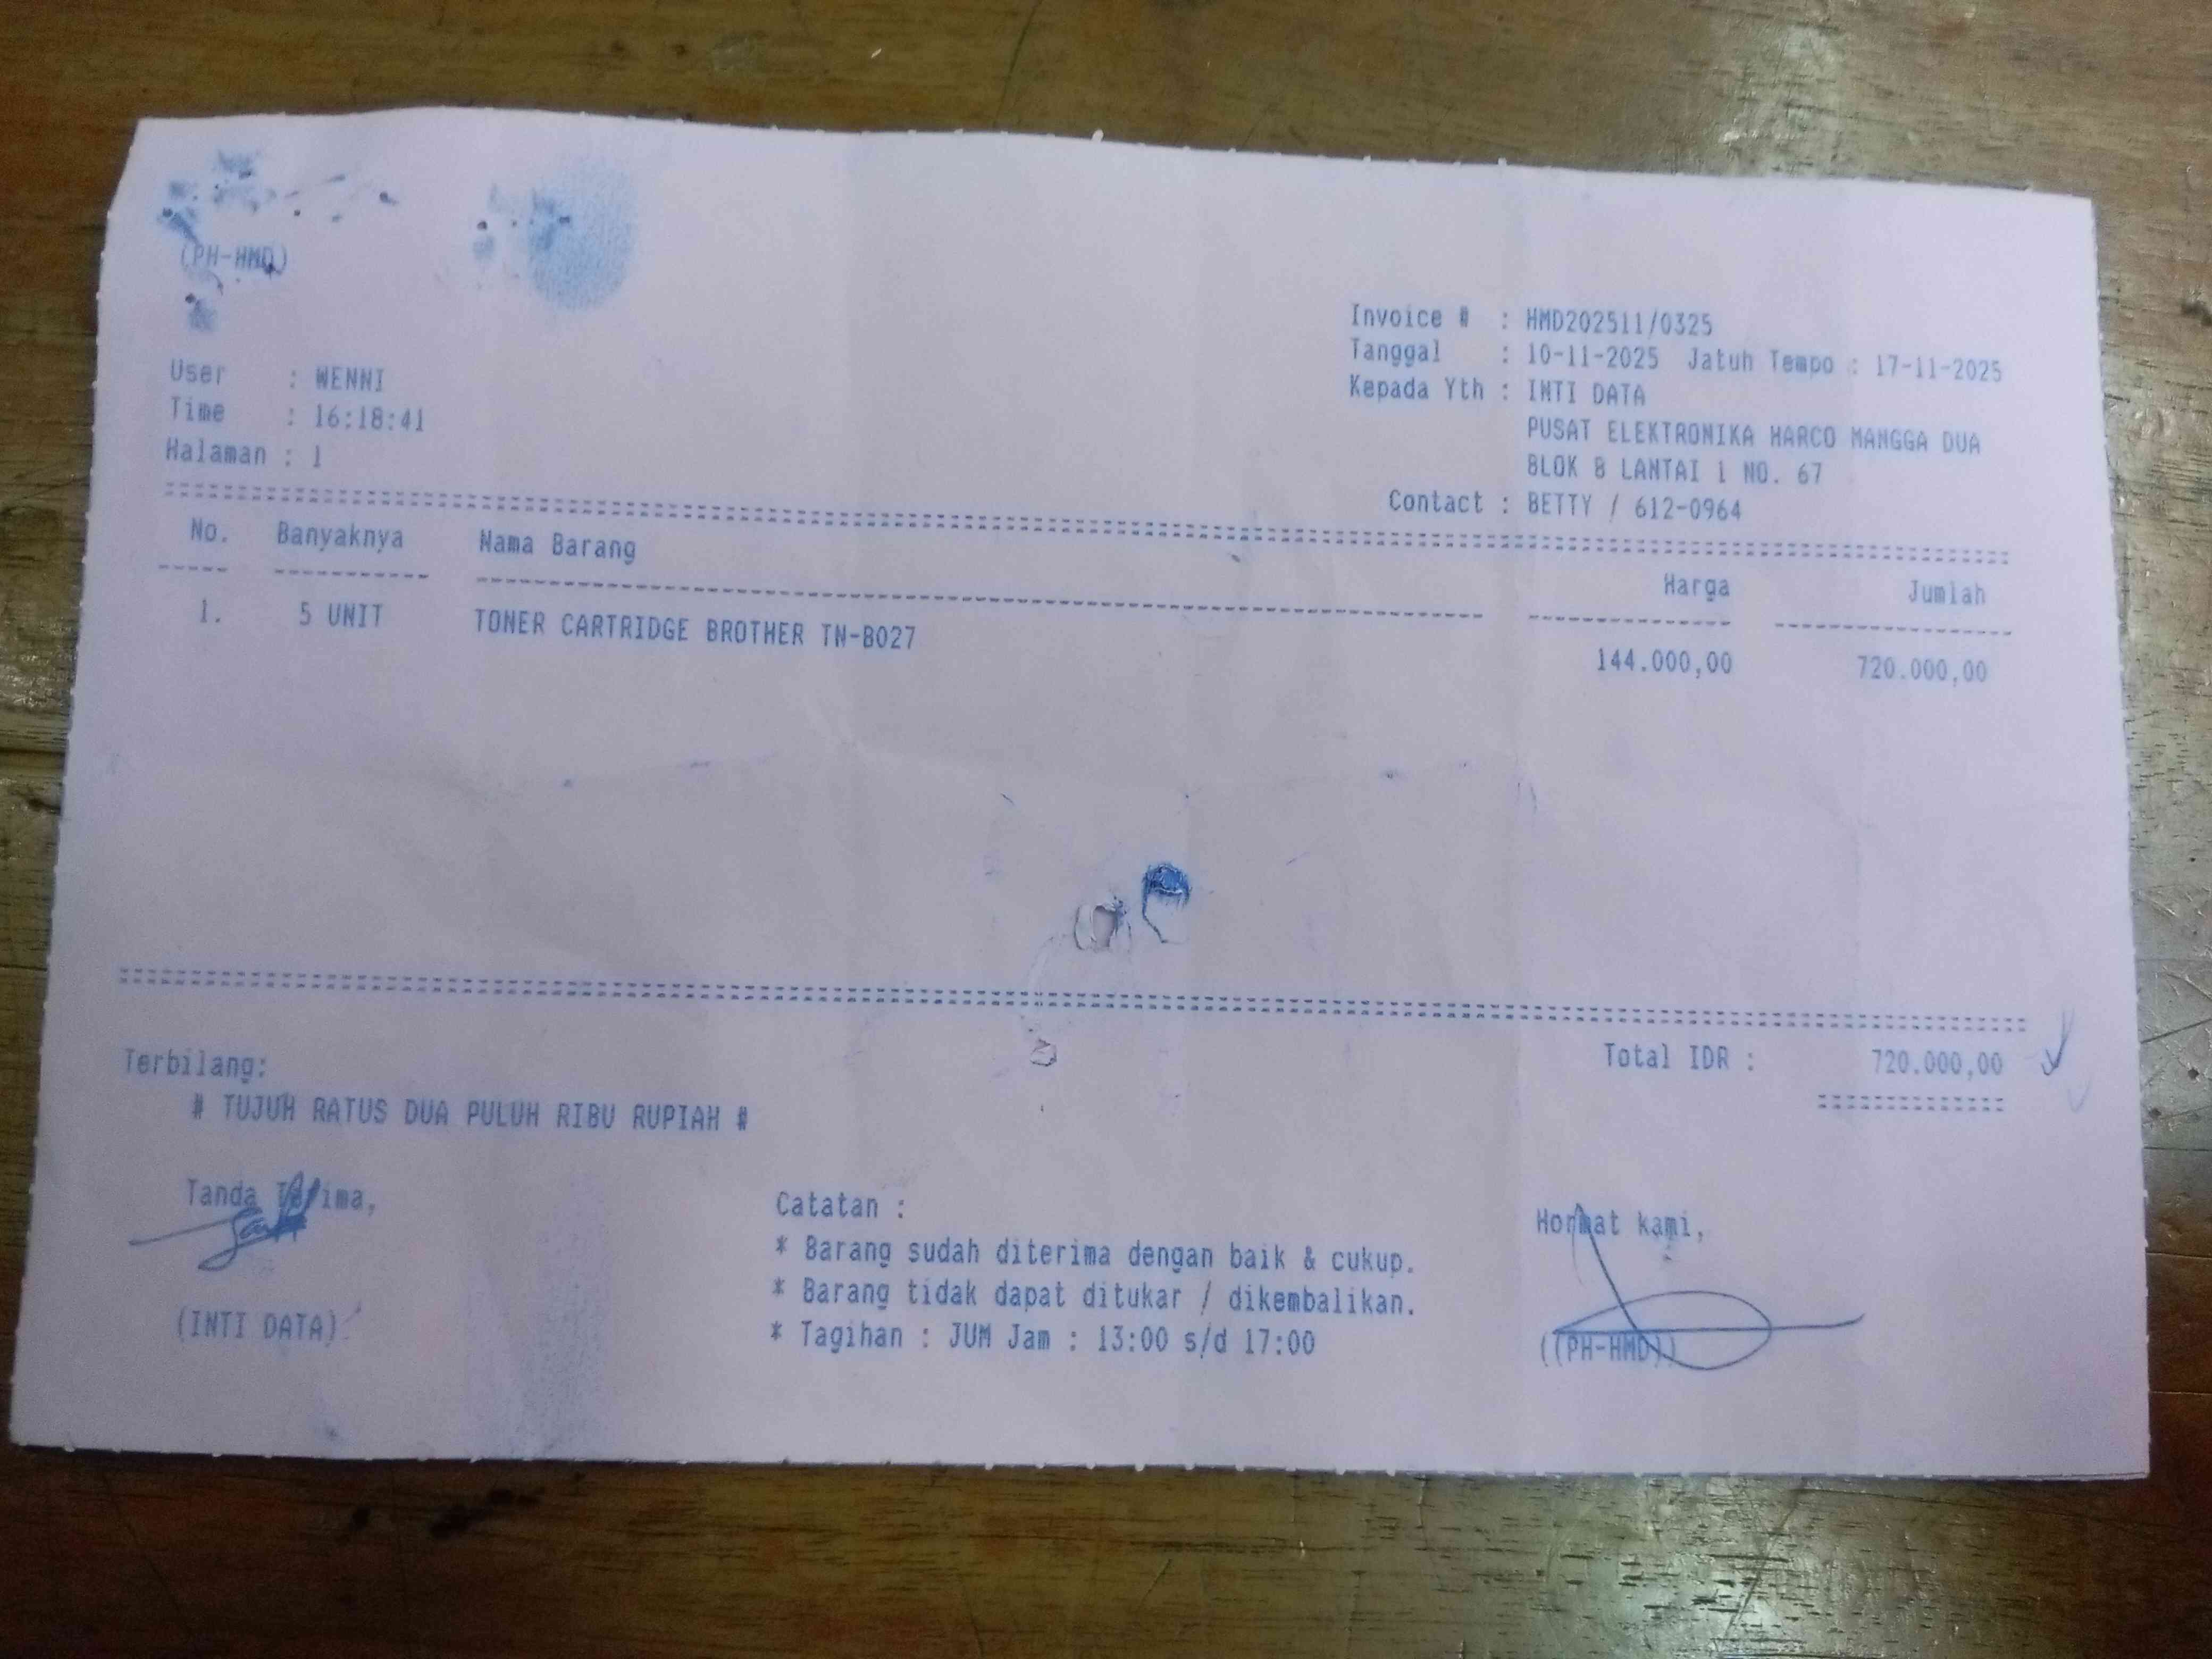 (PH-HMD)
Invoice # : HMD202511/0325
Tanggal : 10-11-2025 Jatuh Tempo : 17-11-2025
Kepada Yth : INTI DATA
PUSAT ELEKTRONIKA HARCO MANGGA DUA
BLOK B LANTAI 1 NO. 67
Contact : BETTY / 612-0964
User : WENNI
Time : 16:18:41
Halaman : 1
No. Banyaknya Nama Barang Harga Jumlah
1. 5 UNIT TONER CARTRIDGE BROTHER TN-B027 144.000,00 720.000,00
Total IDR : 720.000,00
Terbilang:
# TUJUH RATUS DUA PULUH RIBU RUPIAH #
Tanda Terima,
(INTI DATA)
Catatan :
* Barang sudah diterima dengan baik & cukup.
* Barang tidak dapat ditukar / dikembalikan.
* Tagihan : JUM Jam : 13:00 s/d 17:00
Hormat kami,
((PH-HMD))